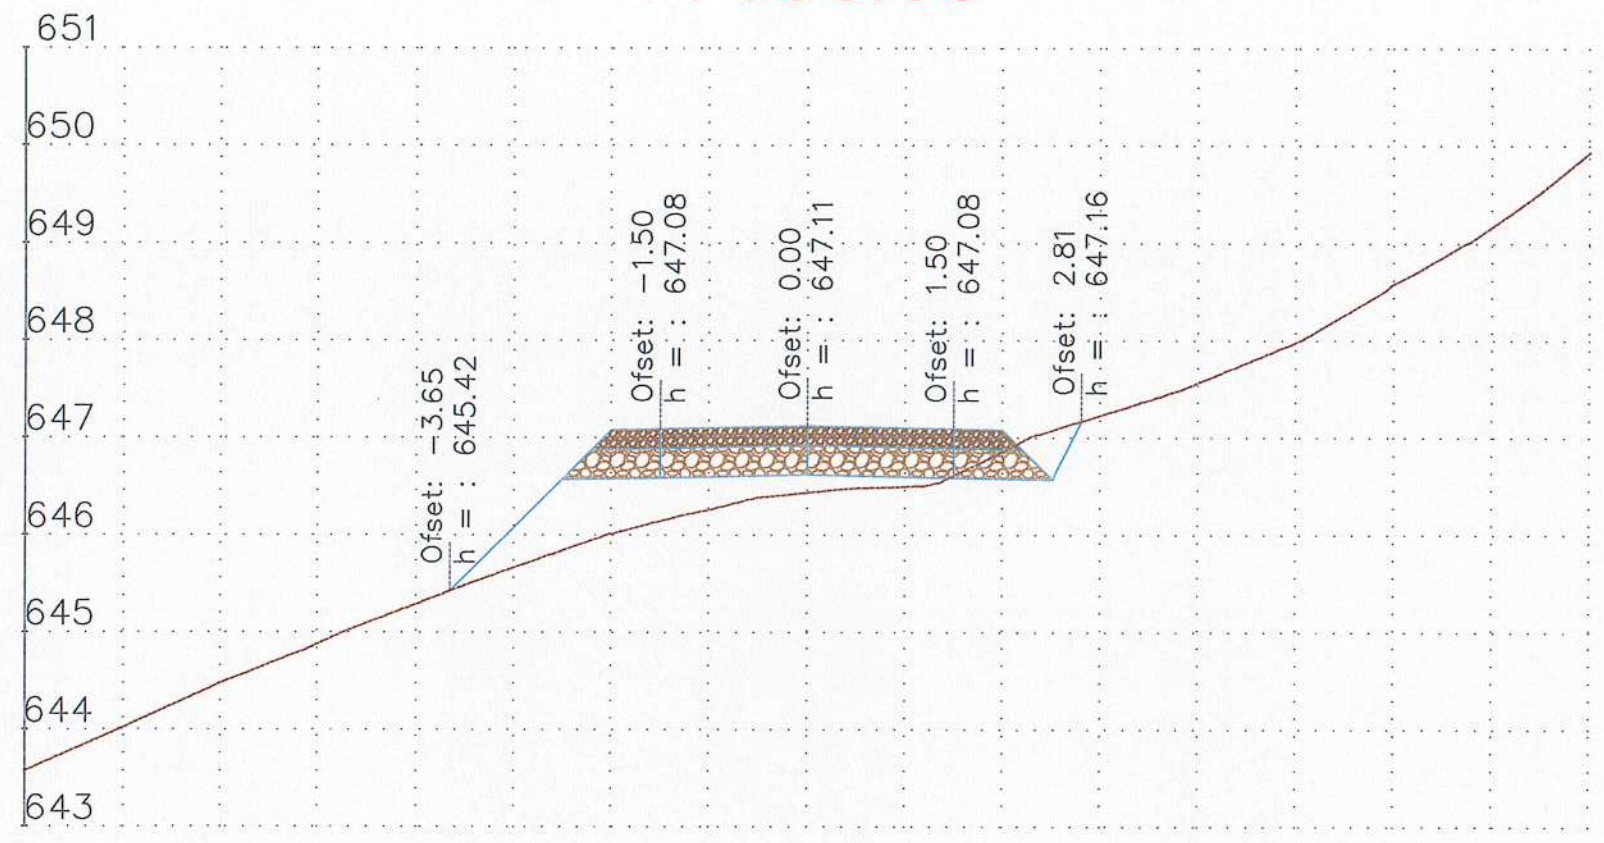 651
650
649
648
647
646
645
644
643
Ofset: -3.65
h = : 645.42
Ofset: -1.50
h = : 647.08
Ofset: 0.00
h = : 647.11
Ofset: 1.50
h = : 647.08
Ofset: 2.81
h = : 647.16